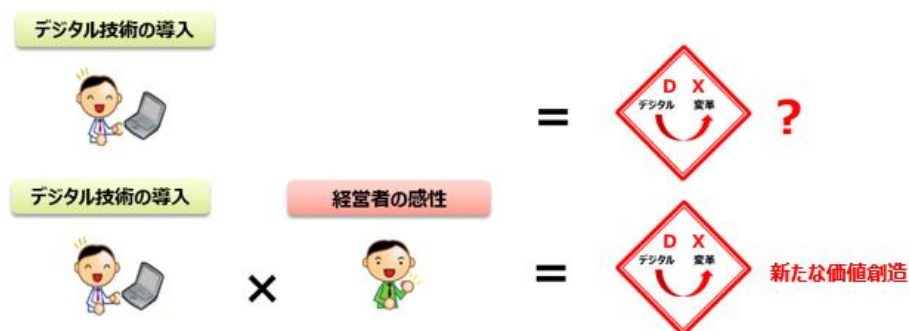 デジタル技術の導入
= D X ?
デジタル 変革
デジタル技術の導入
経営者の感性
× = D X
デジタル 変革
新たな価値創造